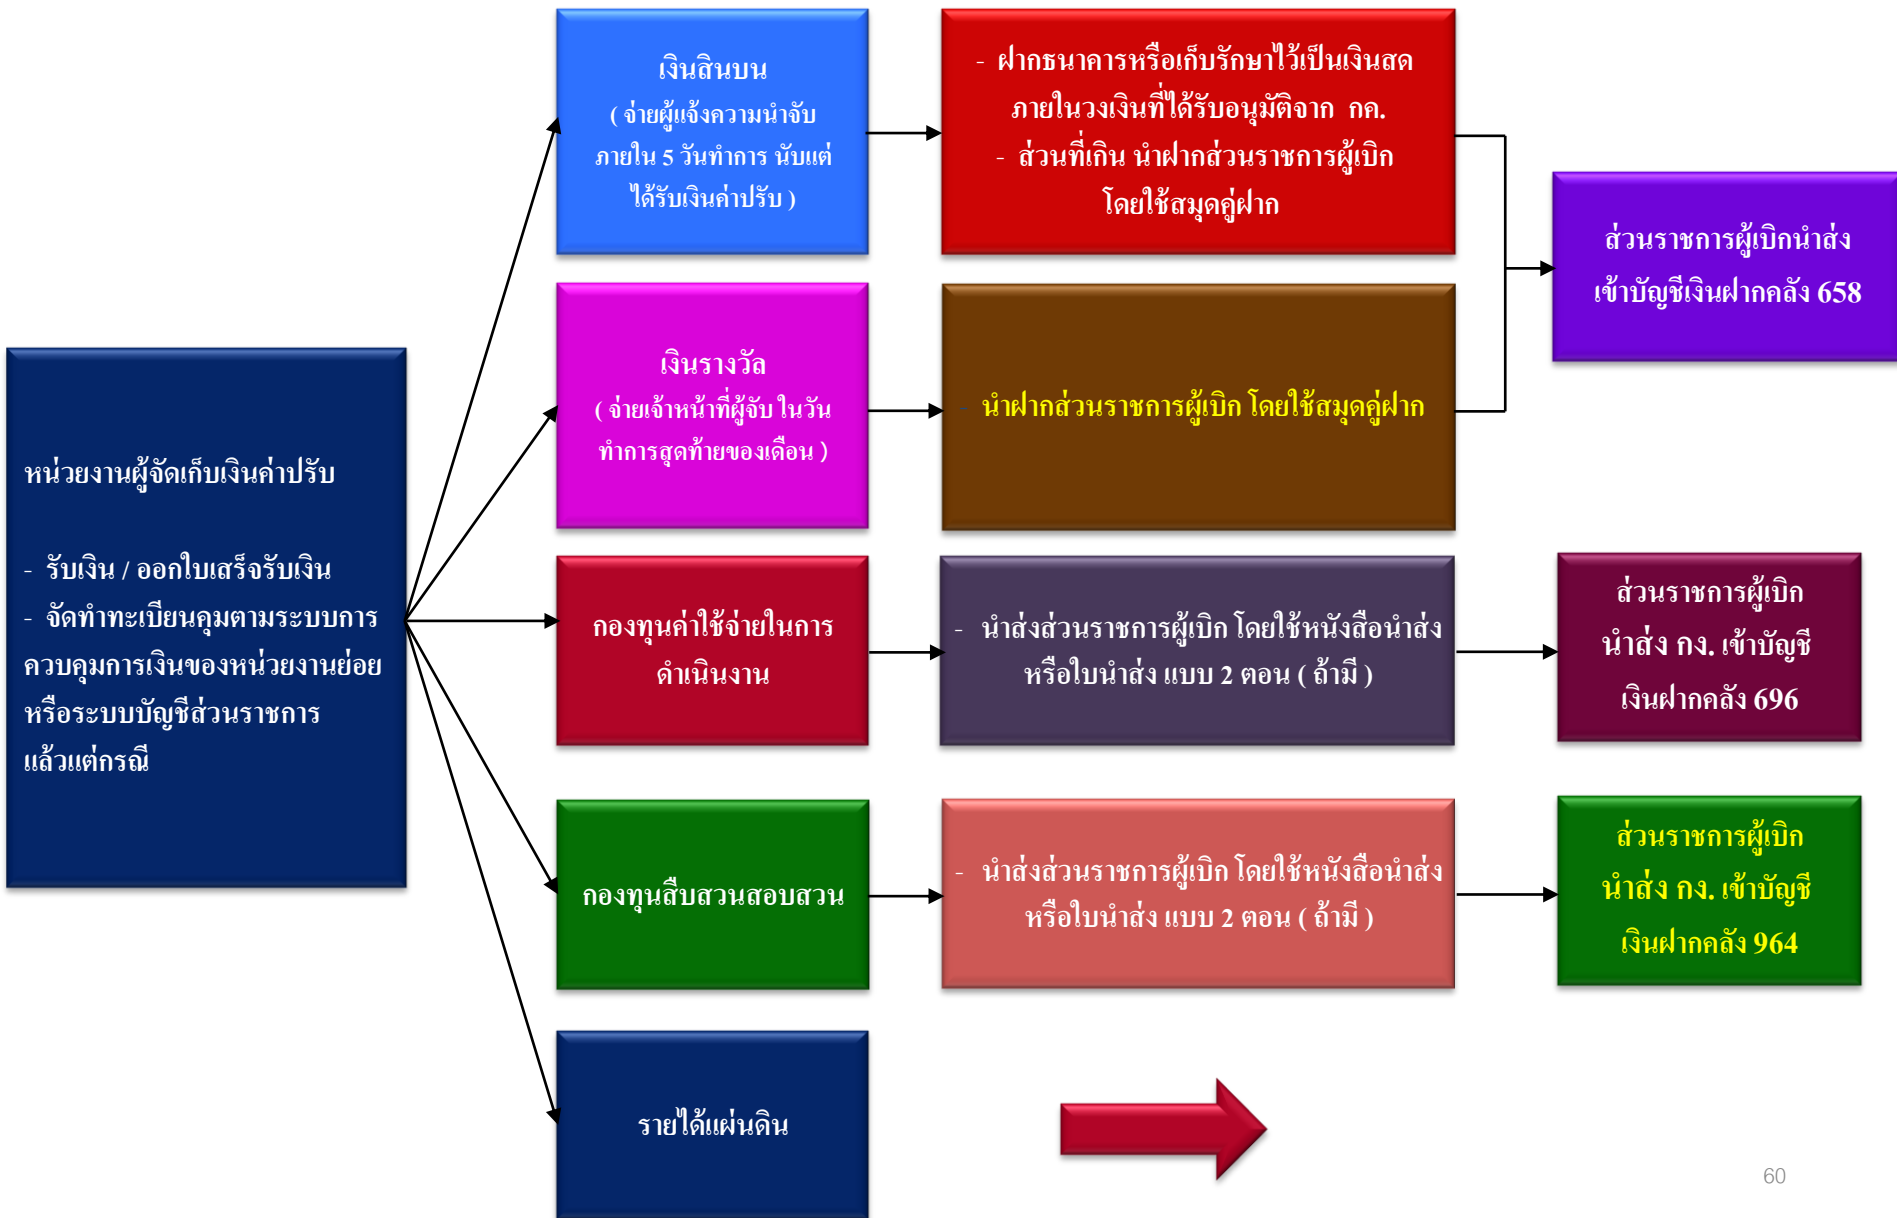 หน่วยงานผู้จัดเก็บเงินค่าปรับ
- รับเงิน / ออกใบเสร็จรับเงิน
- จัดทำทะเบียนคุมตามระบบการ
ควบคุมการเงินของหน่วยงานย่อย
หรือระบบบัญชีส่วนราชการ
แล้วแต่กรณี
เงินสินบน
( จ่ายผู้แจ้งความนำจับ
ภายใน 5 วันทำการ นับแต่
ได้รับเงินค่าปรับ )
- ฝากธนาคารหรือเก็บรักษาไว้เป็นเงินสด
ภายในวงเงินที่ได้รับอนุมัติจาก กค.
- ส่วนที่เกิน นำฝากส่วนราชการผู้เบิก
โดยใช้สมุดคู่ฝาก
ส่วนราชการผู้เบิกนำส่ง
เข้าบัญชีเงินฝากคลัง 658
เงินรางวัล
( จ่ายเจ้าหน้าที่ผู้จับ ในวัน
ทำการสุดท้ายของเดือน )
- นำฝากส่วนราชการผู้เบิก โดยใช้สมุดคู่ฝาก
กองทุนค่าใช้จ่ายในการ
ดำเนินงาน
- นำส่งส่วนราชการผู้เบิก โดยใช้หนังสือนำส่ง
หรือใบนำส่ง แบบ 2 ตอน ( ถ้ามี )
ส่วนราชการผู้เบิก
นำส่ง กง. เข้าบัญชี
เงินฝากคลัง 696
กองทุนสืบสวนสอบสวน
- นำส่งส่วนราชการผู้เบิก โดยใช้หนังสือนำส่ง
หรือใบนำส่ง แบบ 2 ตอน ( ถ้ามี )
ส่วนราชการผู้เบิก
นำส่ง กง. เข้าบัญชี
เงินฝากคลัง 964
รายได้แผ่นดิน
60